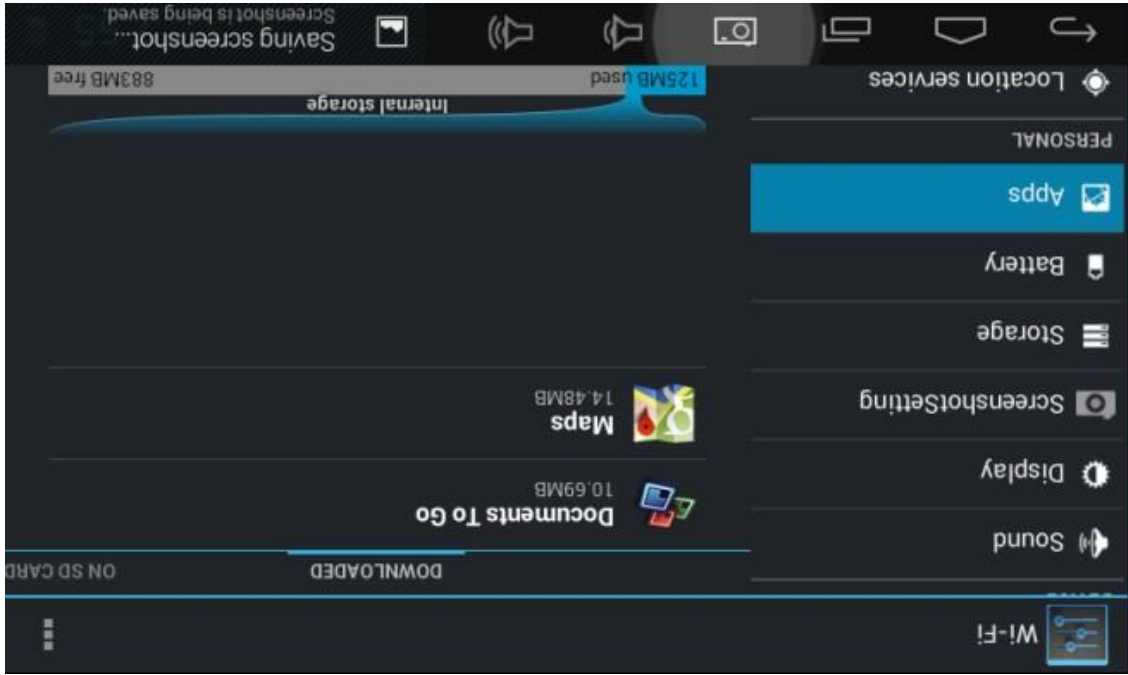 Wi-Fi
DOWNLOADED
ON SD CARD
Sound
Display
ScreenshotSetting
Storage
Battery
Apps
PERSONAL
Location services
Documents To Go
10.69MB
Maps
14.48MB
Internal storage
125MB used
883MB free
Saving screenshot...
Screenshot is being saved.